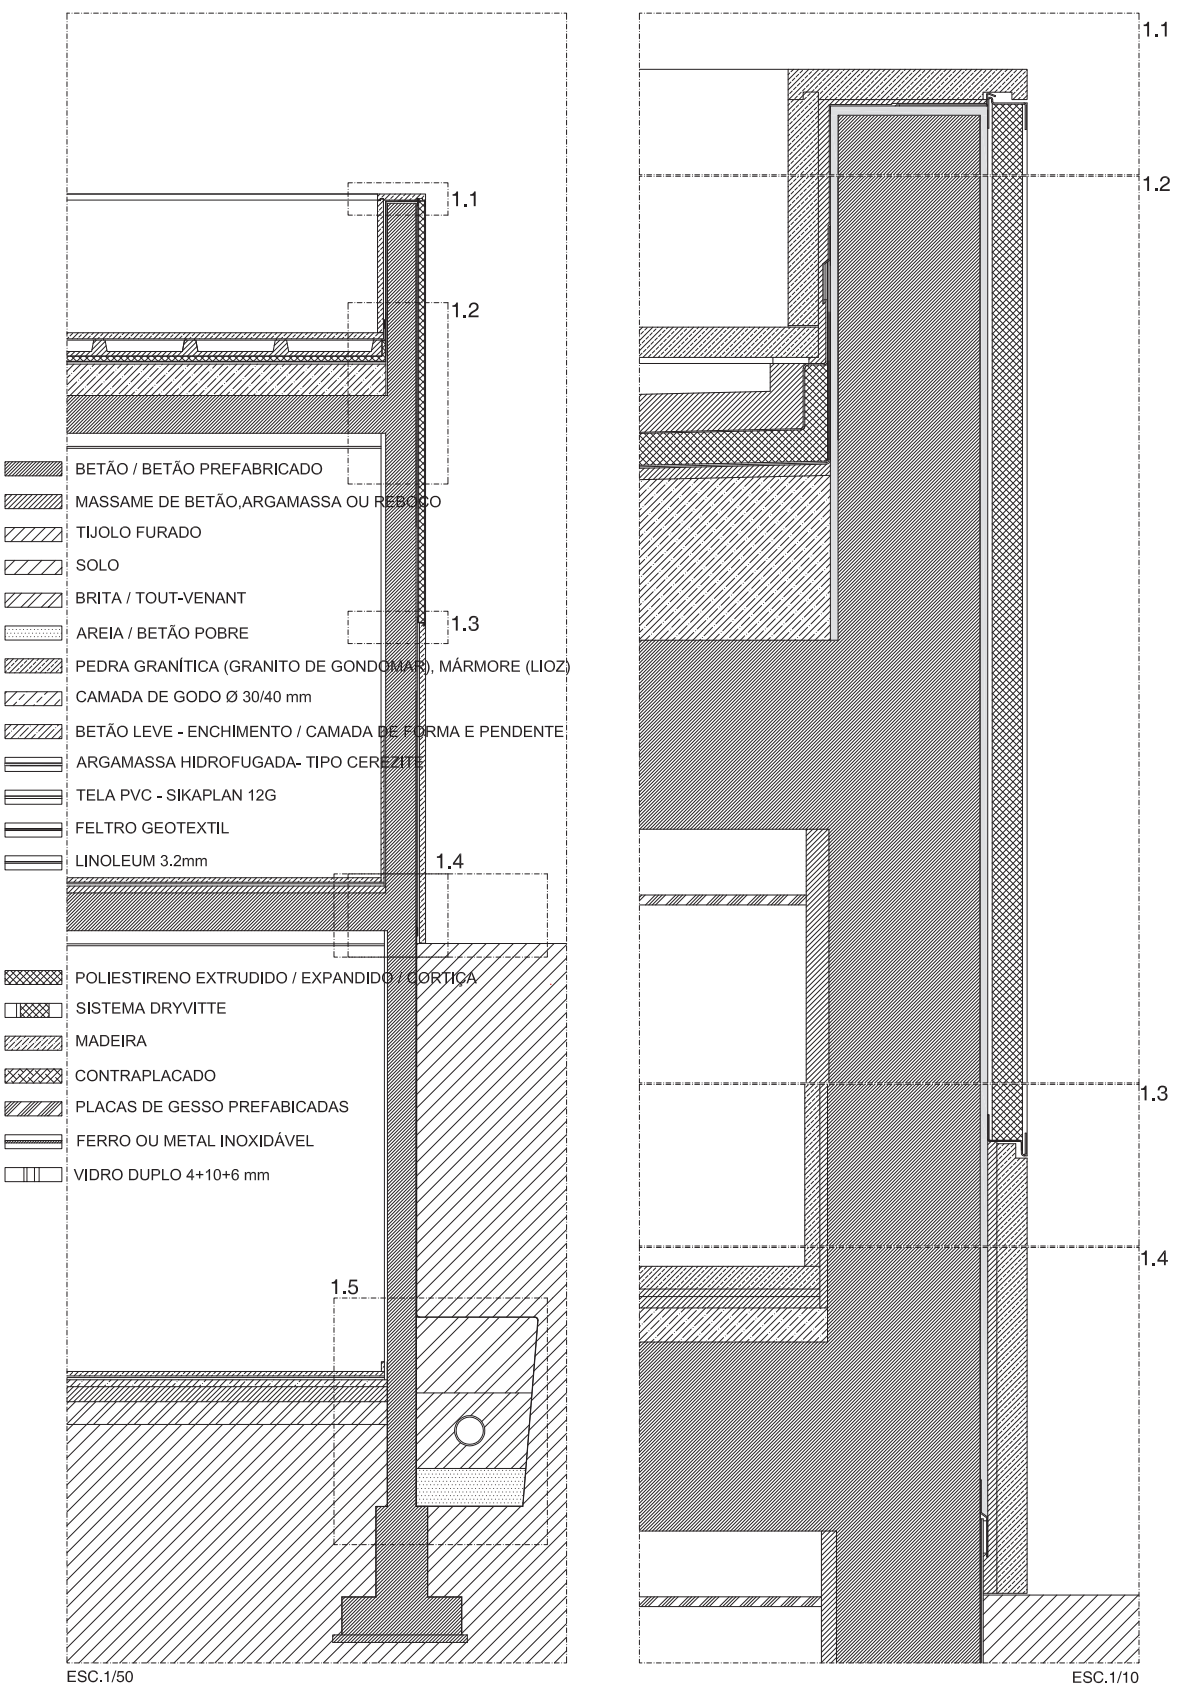 1.1
1.2
1.3
1.4
1.5
BETÃO / BETÃO PREFABRICADO
MASSAME DE BETÃO,ARGAMASSA OU REBOCO
TIJOLO FURADO
SOLO
BRITA / TOUT-VENANT
AREIA / BETÃO POBRE
PEDRA GRANÍTICA (GRANITO DE GONDOMAR), MÁRMORE (LIOZ)
CAMADA DE GODO Ø 30/40 mm
BETÃO LEVE - ENCHIMENTO / CAMADA DE FORMA E PENDENTE
ARGAMASSA HIDROFUGADA- TIPO CEREZITE
TELA PVC - SIKAPLAN 12G
FELTRO GEOTEXTIL
LINOLEUM 3.2mm
POLIESTIRENO EXTRUDIDO / EXPANDIDO / CORTIÇA
SISTEMA DRYVITTE
MADEIRA
CONTRAPLACADO
PLACAS DE GESSO PREFABICADAS
FERRO OU METAL INOXIDÁVEL
VIDRO DUPLO 4+10+6 mm
ESC.1/50
1.1
1.2
1.3
1.4
ESC.1/10